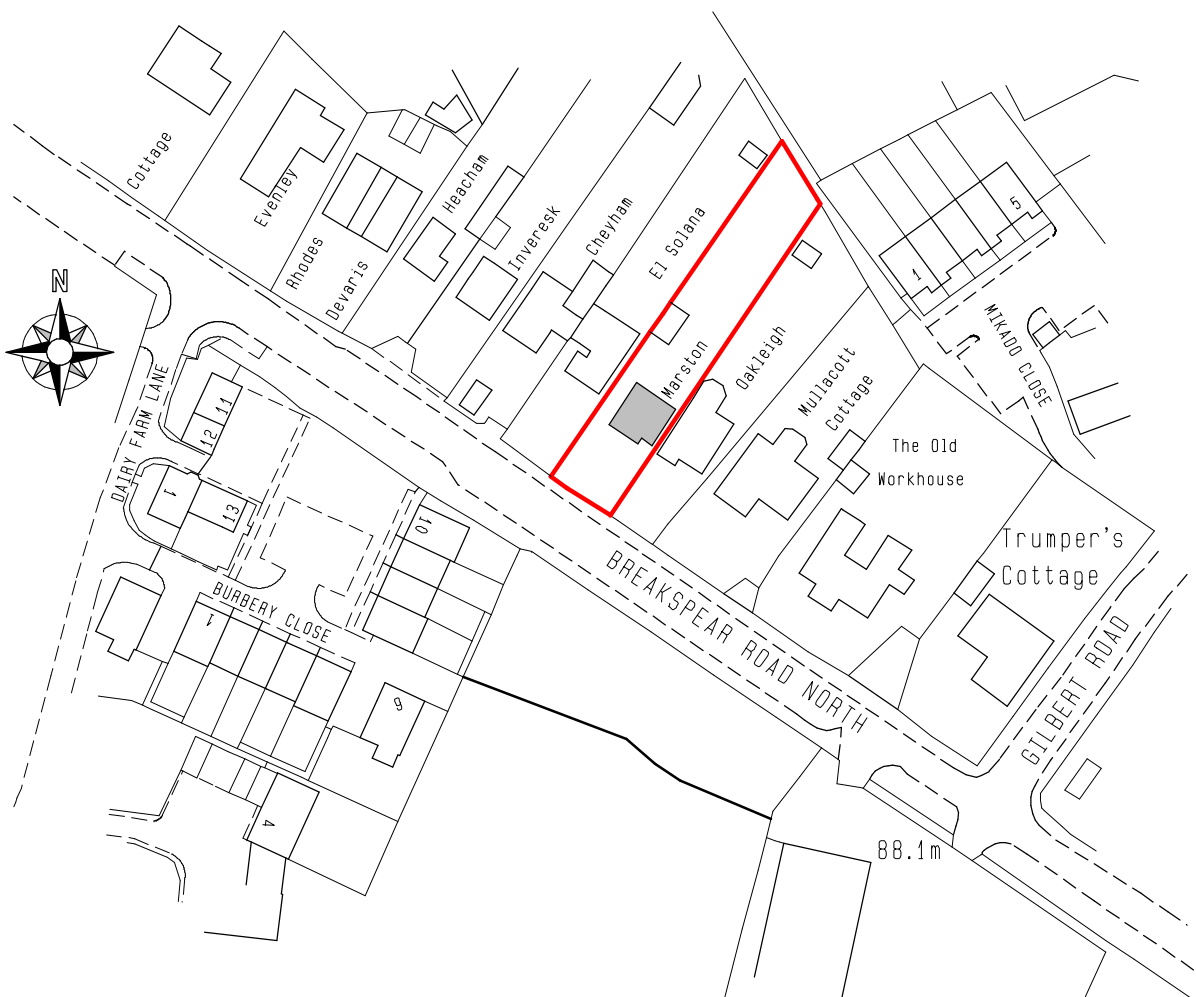 N
Cottage
Evenley
Rhodes
Devaris
Heacham
Inveresk
Cheyham
El Solana
Marston
Oakleigh
Mullacott
Cottage
The Old
Workhouse
Trumper's
Cottage
1
5
MIKADO CLOSE
DAIRY FARM LANE
11
12
1
13
10
BURBERY CLOSE
1
9
4
BREAKSPEAR ROAD NORTH
GILBERT ROAD
88.1m